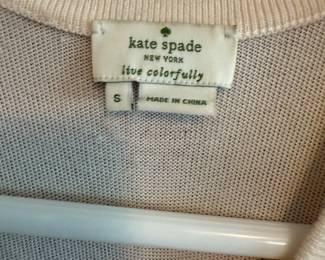 kate spade
NEW YORK
live colorfully
S
MADE IN CHINA